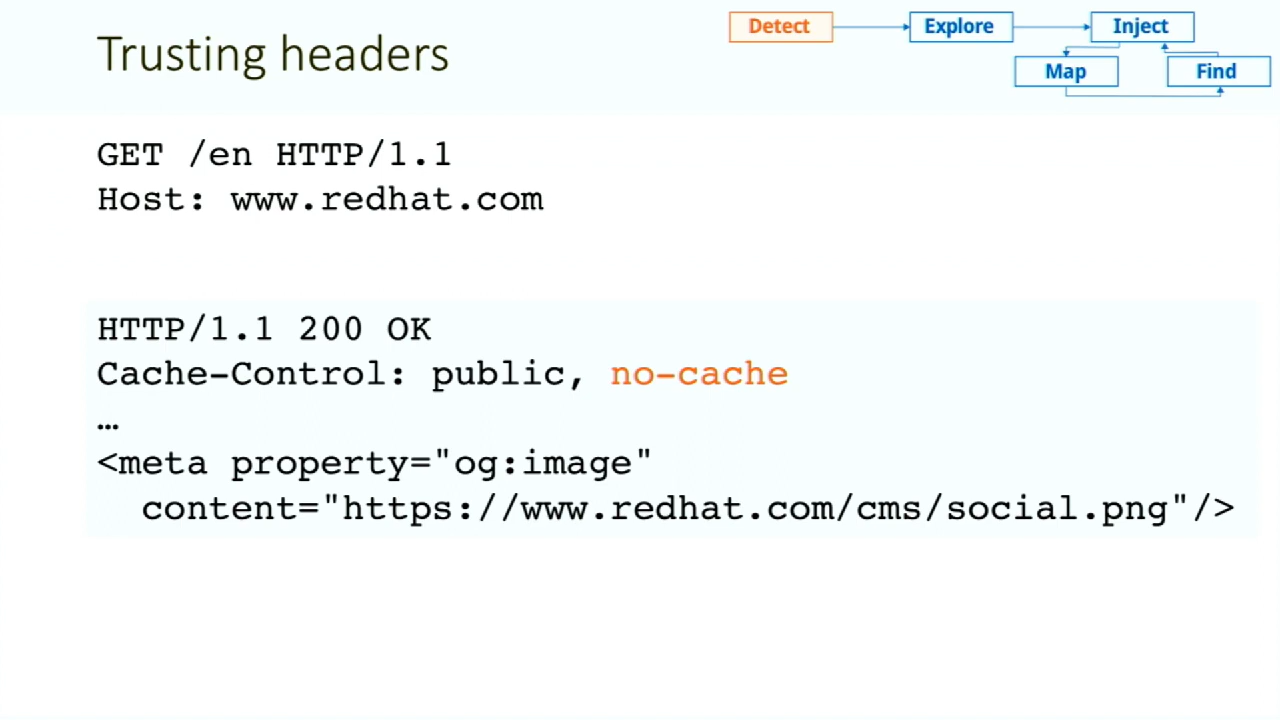 Trusting headers
Detect
Explore
Inject
Map
Find
GET /en HTTP/1.1
Host: www.redhat.com
HTTP/1.1 200 OK
Cache-Control: public, no-cache
…
<meta property="og:image"
content="https://www.redhat.com/cms/social.png"/>